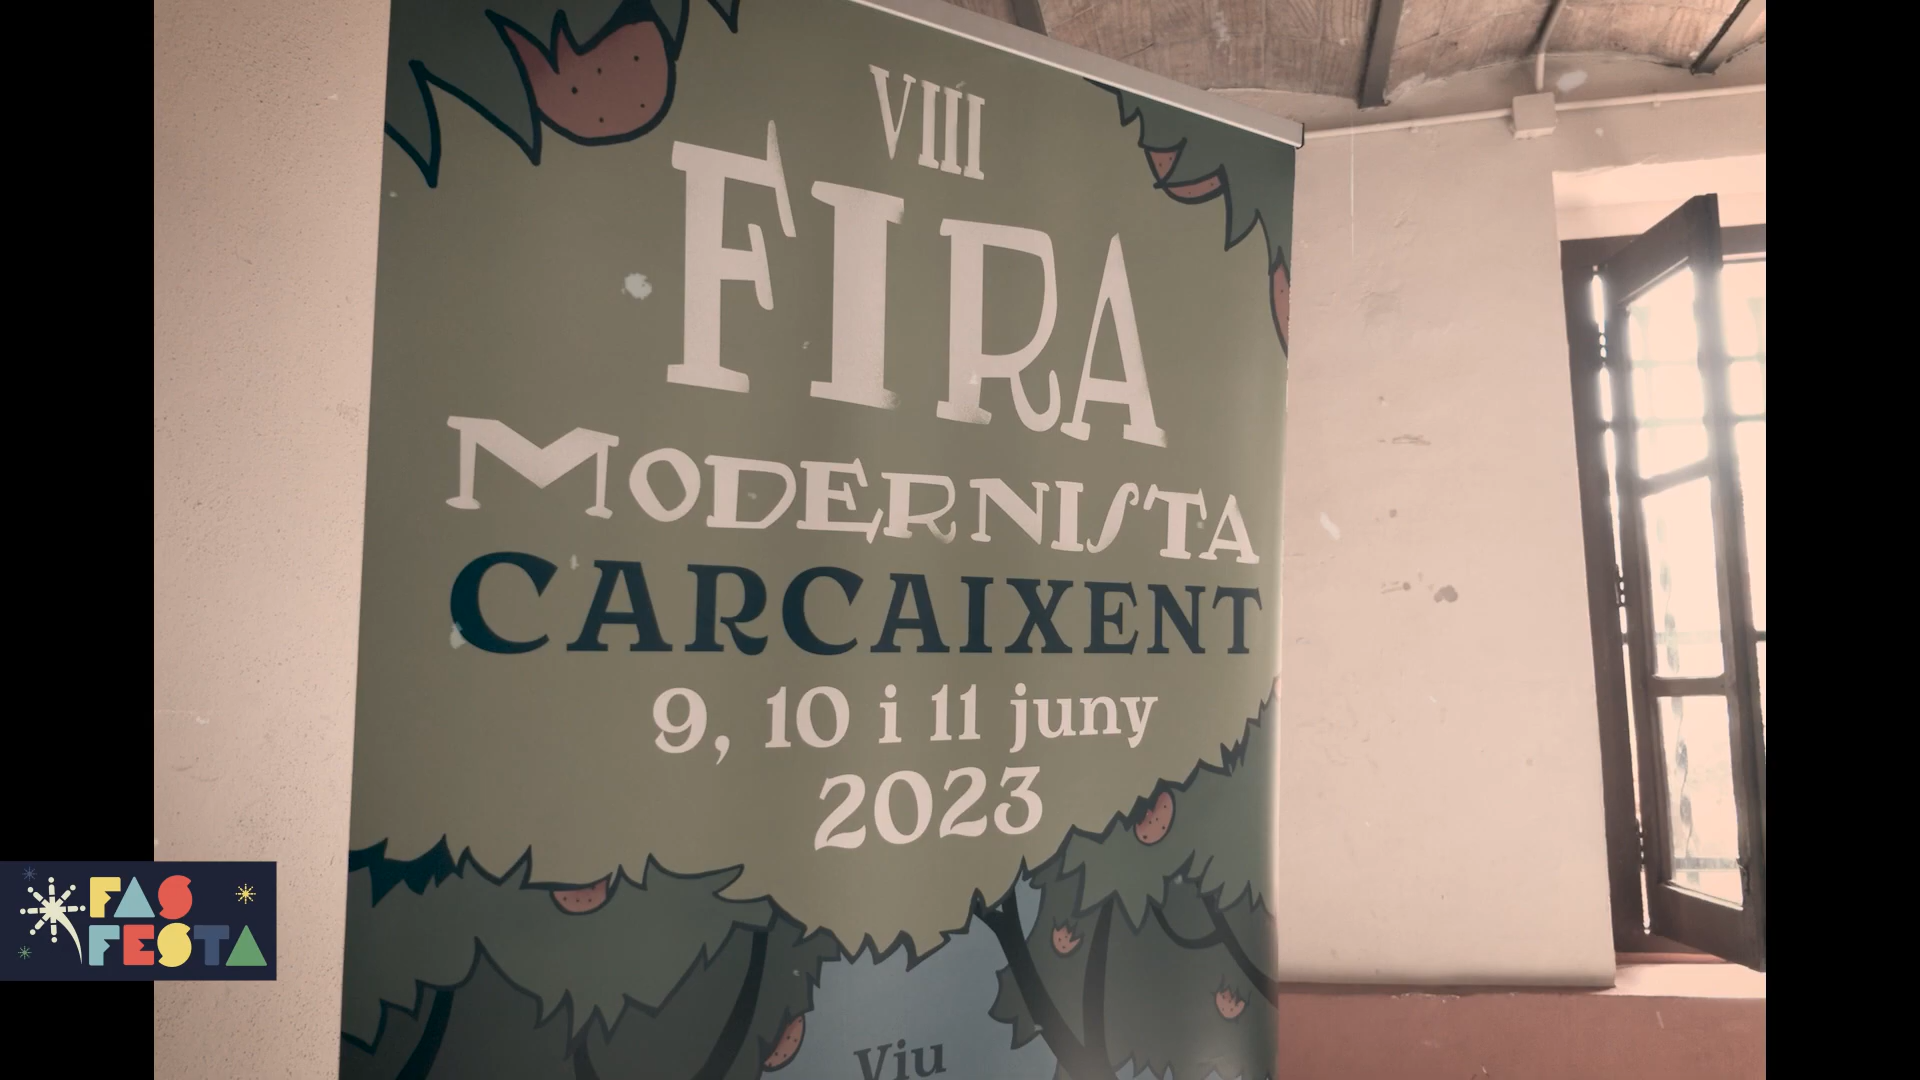 VIII
FIRA
MODERNISTA
CARCAIXENT
9, 10 i 11 juny
2023
Viu
FAS
FESTA